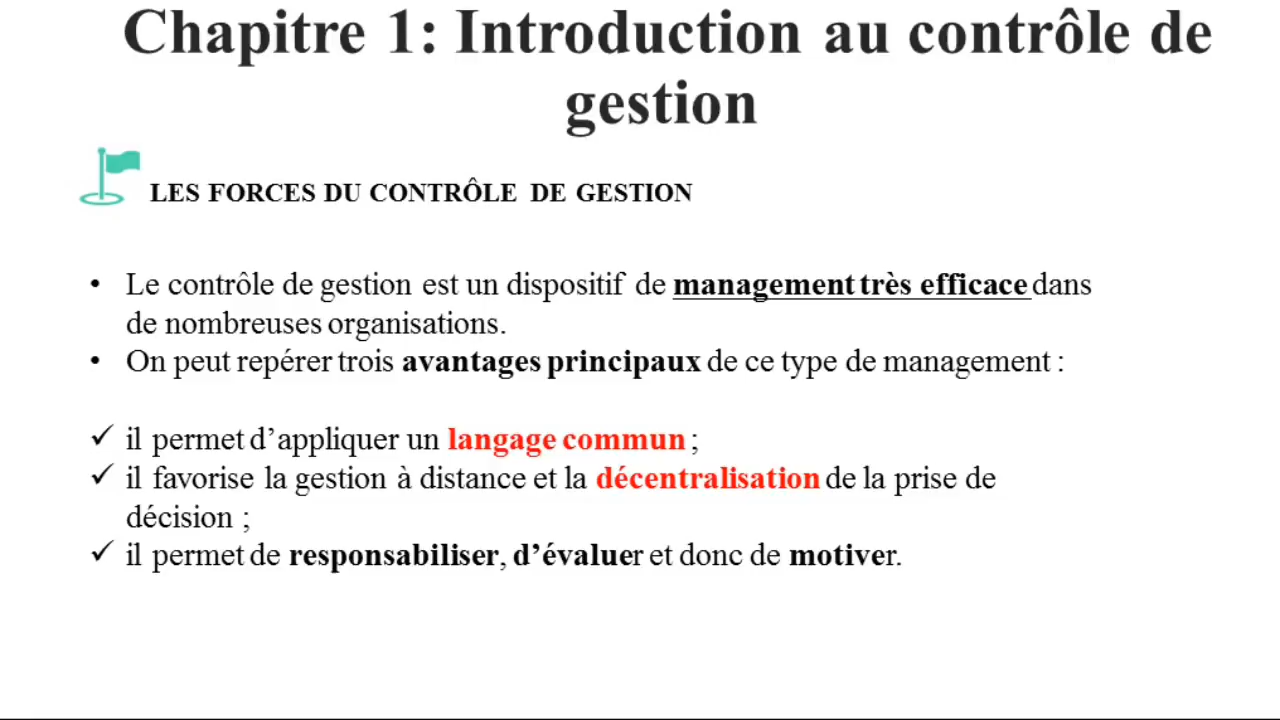 Chapitre 1: Introduction au contrôle de
gestion
LES FORCES DU CONTRÔLE DE GESTION
• Le contrôle de gestion est un dispositif de management très efficace dans
de nombreuses organisations.
• On peut repérer trois avantages principaux de ce type de management :
✓ il permet d’appliquer un langage commun ;
✓ il favorise la gestion à distance et la décentralisation de la prise de
décision ;
✓ il permet de responsabiliser, d’évaluer et donc de motiver.